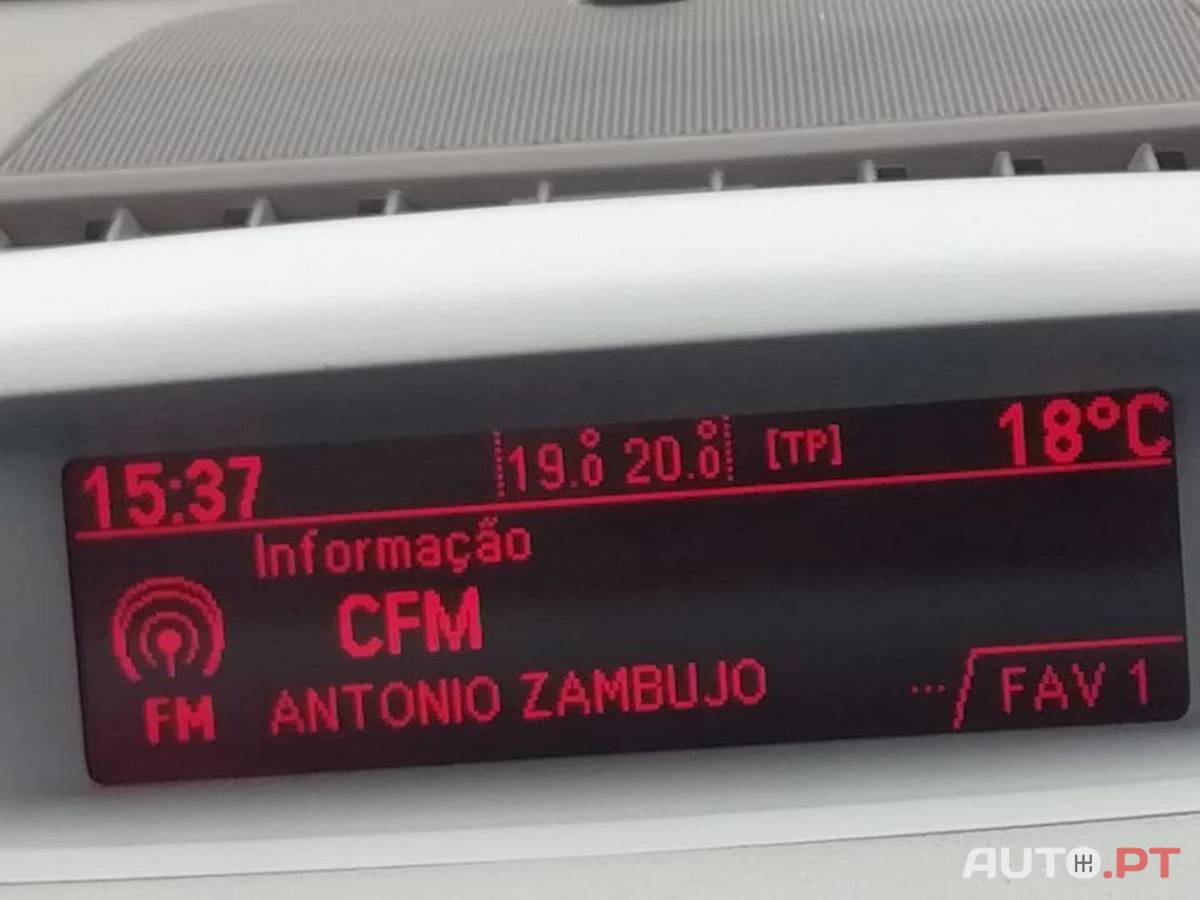 15:37 19.0° 20.0° [TP] 18°C
Informação
CFM
FM ANTONIO ZAMBUJO ... FAV 1
AUTO.PT